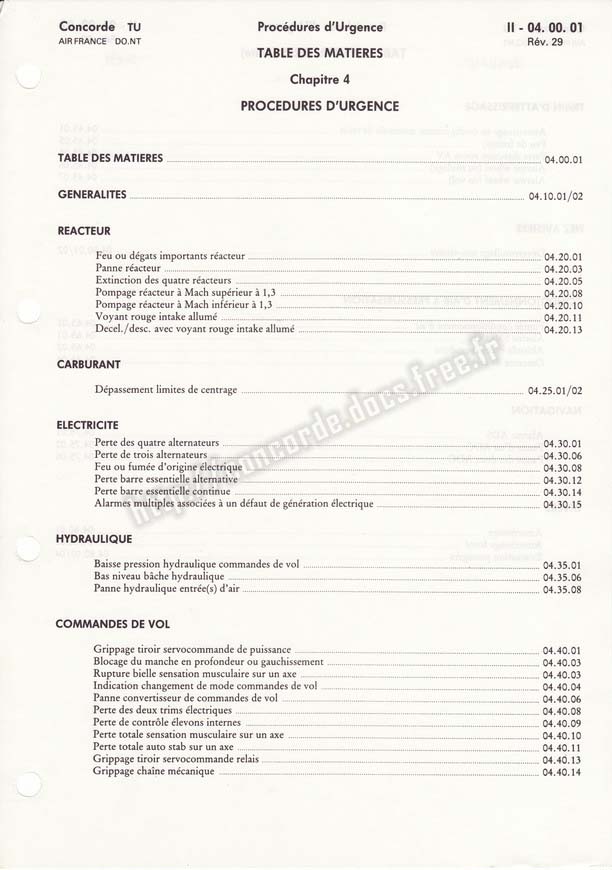 Concorde TU
AIR FRANCE DO.NT
Procédures d'Urgence
II - 04. 00. 01
Rév. 29
TABLE DES MATIERES
Chapitre 4
PROCEDURES D'URGENCE
TABLE DES MATIERES 04.00.01
GENERALITES 04.10.01/02
REACTEUR
Feu ou dégats importants réacteur 04.20.01
Panne réacteur 04.20.03
Extinction des quatre réacteurs 04.20.05
Pompage réacteur à Mach supérieur à 1,3 04.20.08
Pompage réacteur à Mach inférieur à 1,3 04.20.10
Voyant rouge intake allumé 04.20.11
Decel./desc. avec voyant rouge intake allumé 04.20.13
CARBURANT
Dépassement limites de centrage 04.25.01/02
ELECTRICITE
Perte des quatre alternateurs 04.30.01
Perte de trois alternateurs 04.30.06
Feu ou fumée d'origine électrique 04.30.08
Perte barre essentielle alternative 04.30.12
Perte barre essentielle continue 04.30.14
Alarmes multiples associées à un défaut de génération électrique 04.30.15
HYDRAULIQUE
Baisse pression hydraulique commandes de vol 04.35.01
Bas niveau bâche hydraulique 04.35.06
Panne hydraulique entrée(s) d'air 04.35.08
COMMANDES DE VOL
Grippage tiroir servocommande de puissance 04.40.01
Blocage du manche en profondeur ou gauchissement 04.40.03
Rupture bielle sensation musculaire sur un axe 04.40.03
Indication changement de mode commandes de vol 04.40.04
Panne convertisseur de commandes de vol 04.40.06
Perte des deux trims électriques 04.40.08
Perte de contrôle élevons internes 04.40.09
Perte totale sensation musculaire sur un axe 04.40.10
Perte totale auto stab sur un axe 04.40.11
Grippage tiroir servocommande relais 04.40.13
Grippage chaîne mécanique 04.40.14
http://concorde.docs.free.fr